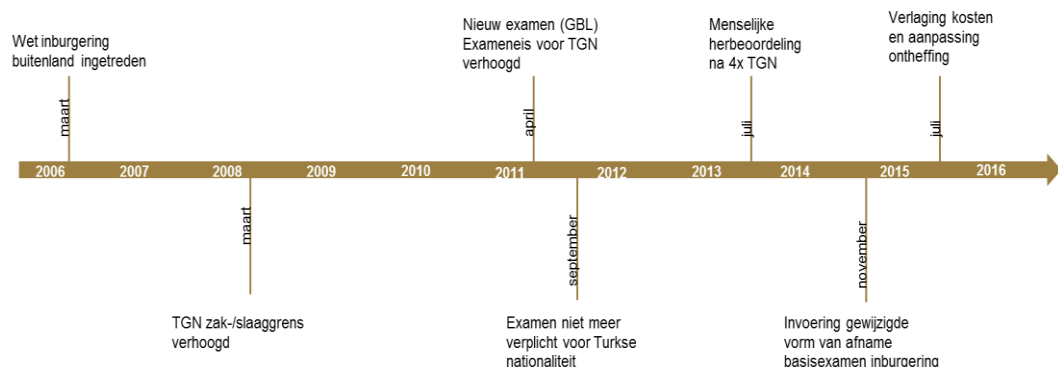 Wet inburgering
buitenland ingetreden
Nieuw examen (GBL)
Exameneis voor TGN
verhoogd
Menselijke
herbeoordeling
na 4x TGN
Verlaging kosten
en aanpassing
ontheffing
maart
april
juli
juli
2006 2007 2008 2009 2010 2011 2012 2013 2014 2015 2016
maart
september
november
TGN zak-/slaaggrens
verhoogd
Examen niet meer
verplicht voor Turkse
nationaliteit
Invoering gewijzigde
vorm van afname
basisexamen inburgering